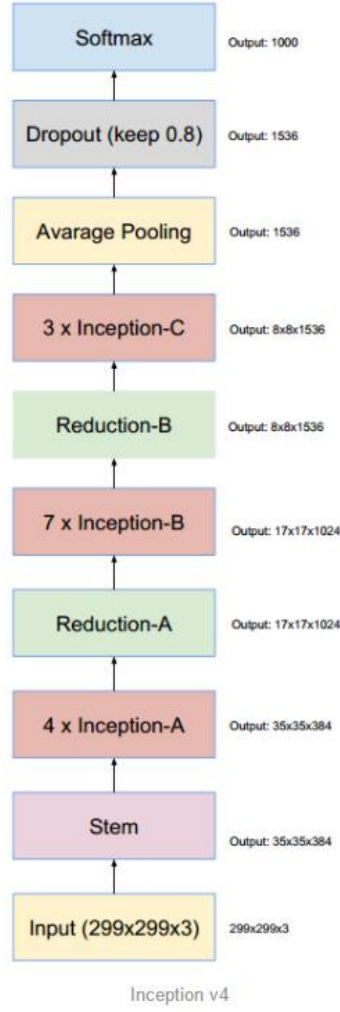 Softmax
Output: 1000
Dropout (keep 0.8)
Output: 1536
Avarage Pooling
Output: 1536
3 x Inception-C
Output: 8x8x1536
Reduction-B
Output: 8x8x1536
7 x Inception-B
Output: 17x17x1024
Reduction-A
Output: 17x17x1024
4 x Inception-A
Output: 35x35x384
Stem
Output: 35x35x384
Input (299x299x3)
299x299x3
Inception v4